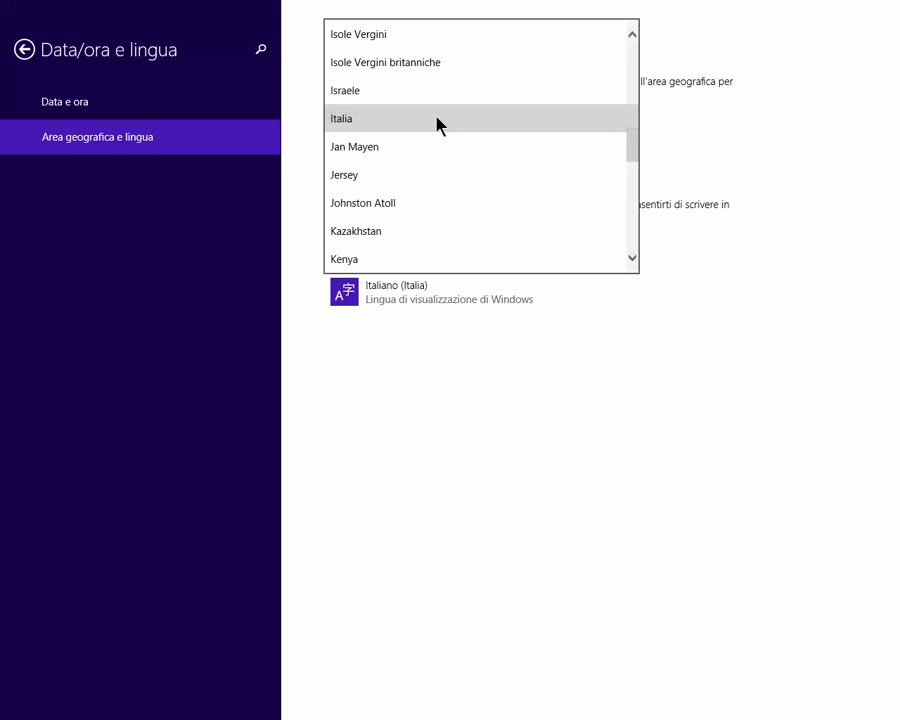 Data/ora e lingua
Data e ora
Area geografica e lingua
Isole Vergini
Isole Vergini britanniche
Israele
Italia
Jan Mayen
Jersey
Johnston Atoll
Kazakhstan
Kenya
ll'area geografica per
sentirti di scrivere in
Italiano (Italia)
Lingua di visualizzazione di Windows